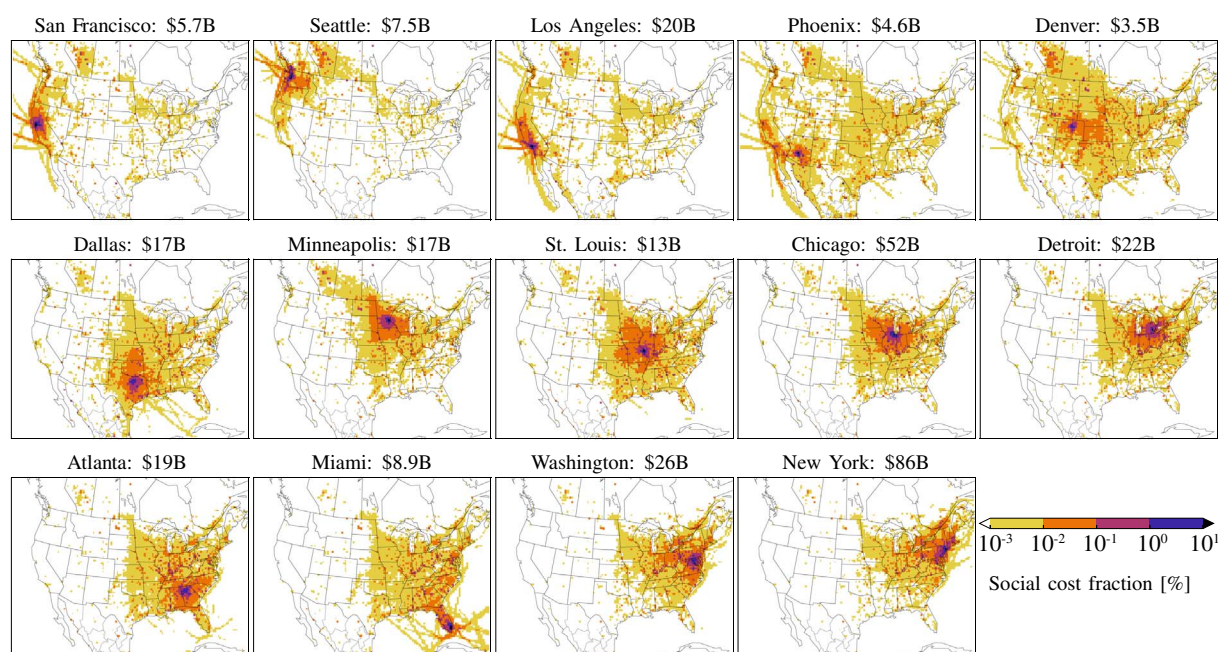 San Francisco: $5.7B Seattle: $7.5B Los Angeles: $20B Phoenix: $4.6B Denver: $3.5B
Dallas: $17B Minneapolis: $17B St. Louis: $13B Chicago: $52B Detroit: $22B
Atlanta: $19B Miami: $8.9B Washington: $26B New York: $86B
10⁻³ 10⁻² 10⁻¹ 10⁰ 10¹
Social cost fraction [%]